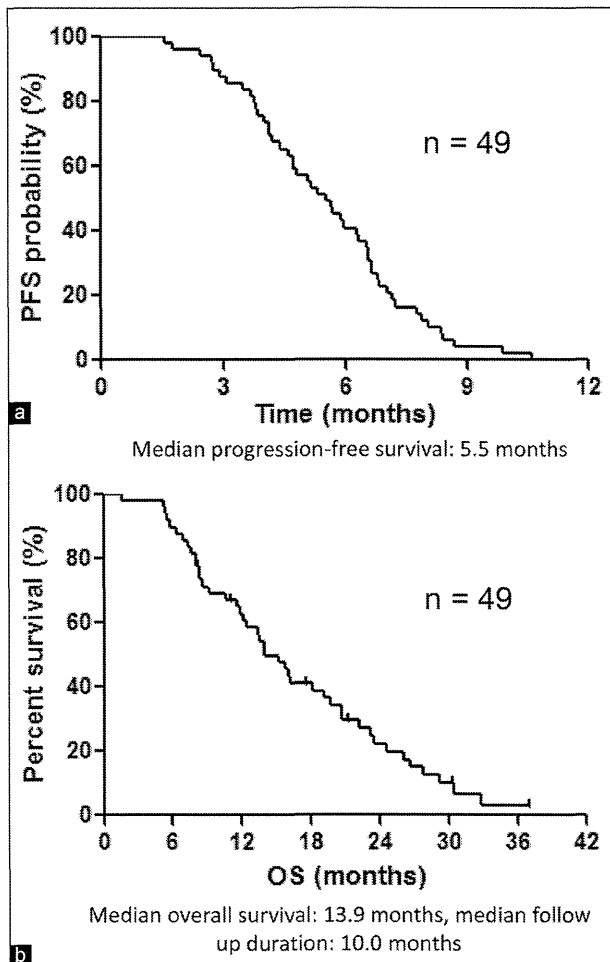 100
80
60
40
20
0
PFS probability (%)
n = 49
0 3 6 9 12
Time (months)
a
Median progression-free survival: 5.5 months
100
80
60
40
20
0
Percent survival (%)
n = 49
0 6 12 18 24 30 36 42
OS (months)
Median overall survival: 13.9 months, median follow
up duration: 10.0 months
b